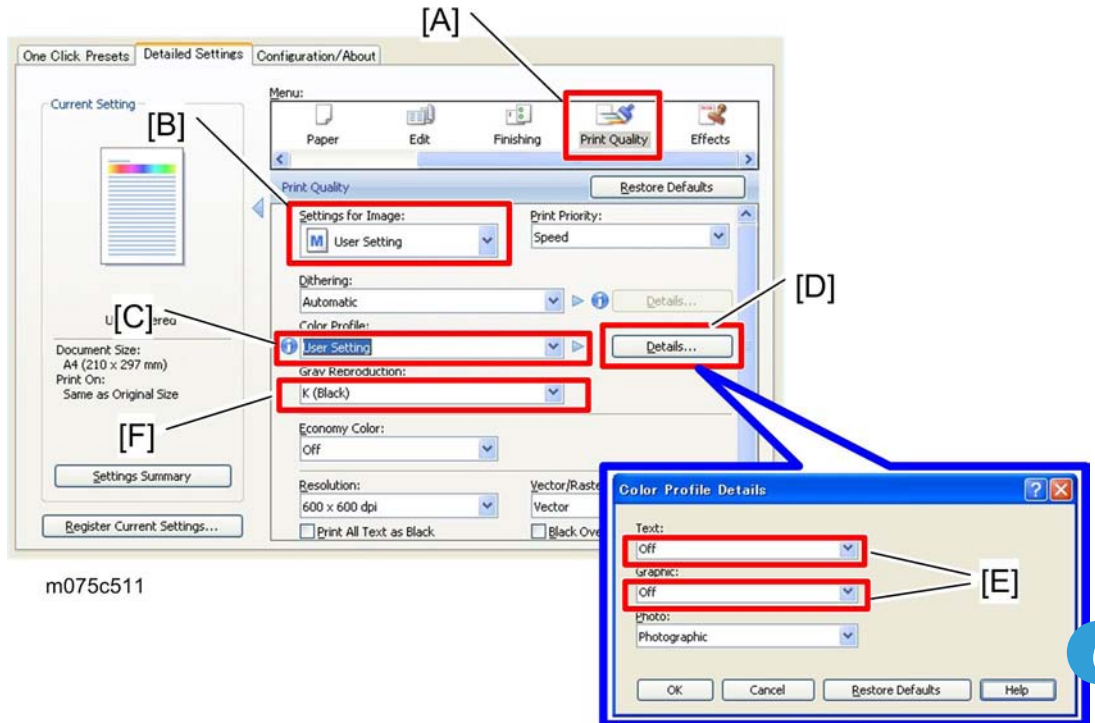 [A]
One Click Presets Detailed Settings Configuration/About
Current Setting
Menu:
[B]
Paper Edit Finishing Print Quality Effects
Print Quality Restore Defaults
Settings for Image: Print Priority:
M User Setting Speed
Dithering:
Automatic Details...
[D]
[C]
Color Profile:
User Setting Details...
Document Size:
A4 (210 x 297 mm)
Print On:
Same as Original Size
Gray Reproduction:
K (Black)
[F]
Economy Color:
Off
Settings Summary
Resolution: Vector/Raste
600 x 600 dpi Vector
Register Current Settings...
Print All Text as Black Black Ove
Color Profile Details
Text:
Off
[E]
Graphic:
Off
Photo:
Photographic
OK Cancel Restore Defaults Help
m075c511